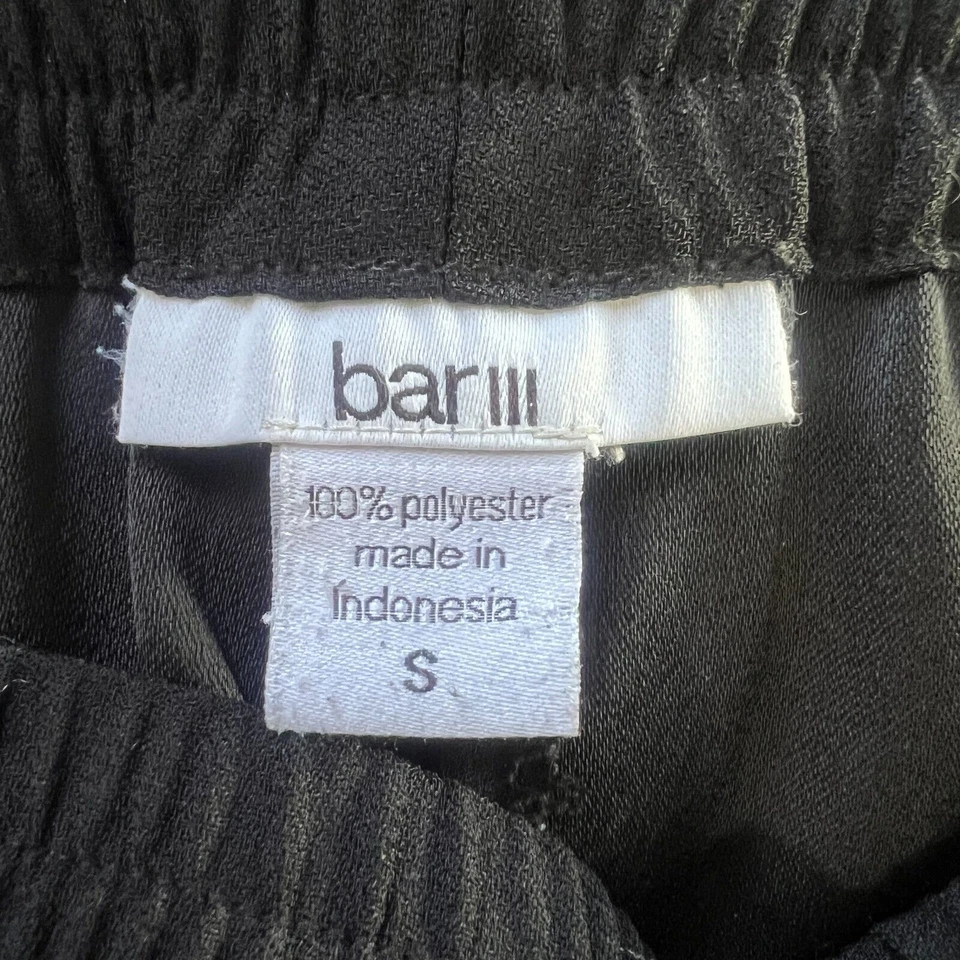 bar III
100% polyester
made in
Indonesia
S